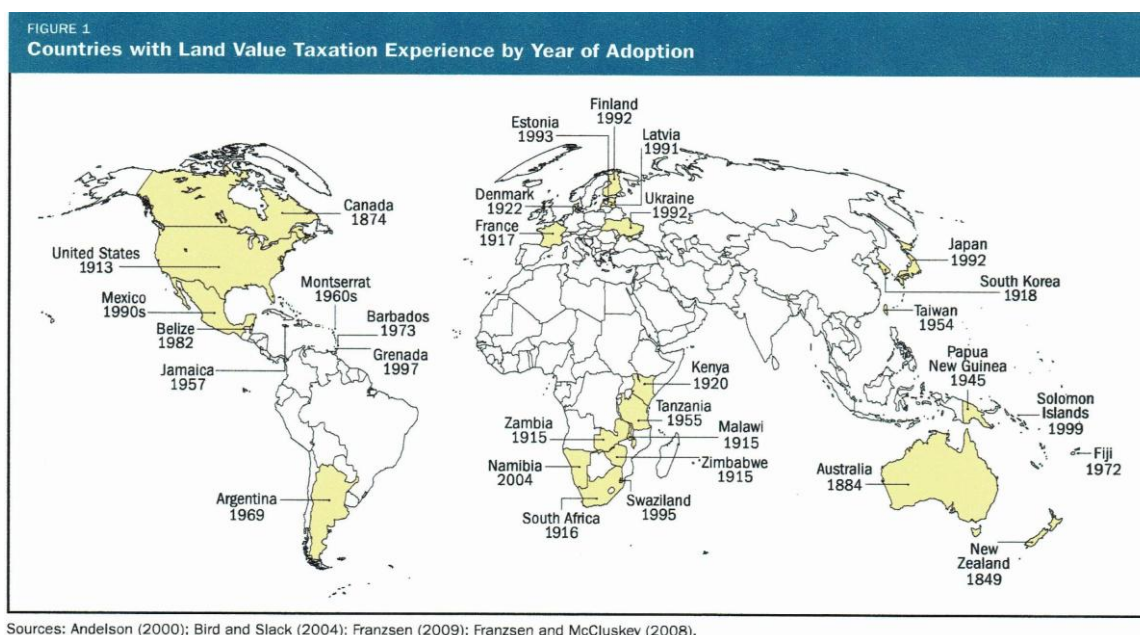 FIGURE 1
Countries with Land Value Taxation Experience by Year of Adoption
Finland
1992
Estonia
1993
Latvia
1991
Denmark
1922
Ukraine
1992
France
1917
Canada
1874
United States
1913
Mexico
1990s
Belize
1982
Jamaica
1957
Montserrat
1960s
Barbados
1973
Grenada
1997
Argentina
1969
Japan
1992
South Korea
1918
Taiwan
1954
Papua
New Guinea
1945
Solomon
Islands
1999
Fiji
1972
Kenya
1920
Tanzania
1955
Malawi
1915
Zambia
1915
Zimbabwe
1915
Namibia
2004
Swaziland
1995
South Africa
1916
Australia
1884
New
Zealand
1849
Sources: Andelson (2000); Bird and Slack (2004); Franzsen (2009); Franzsen and McCluskey (2008).